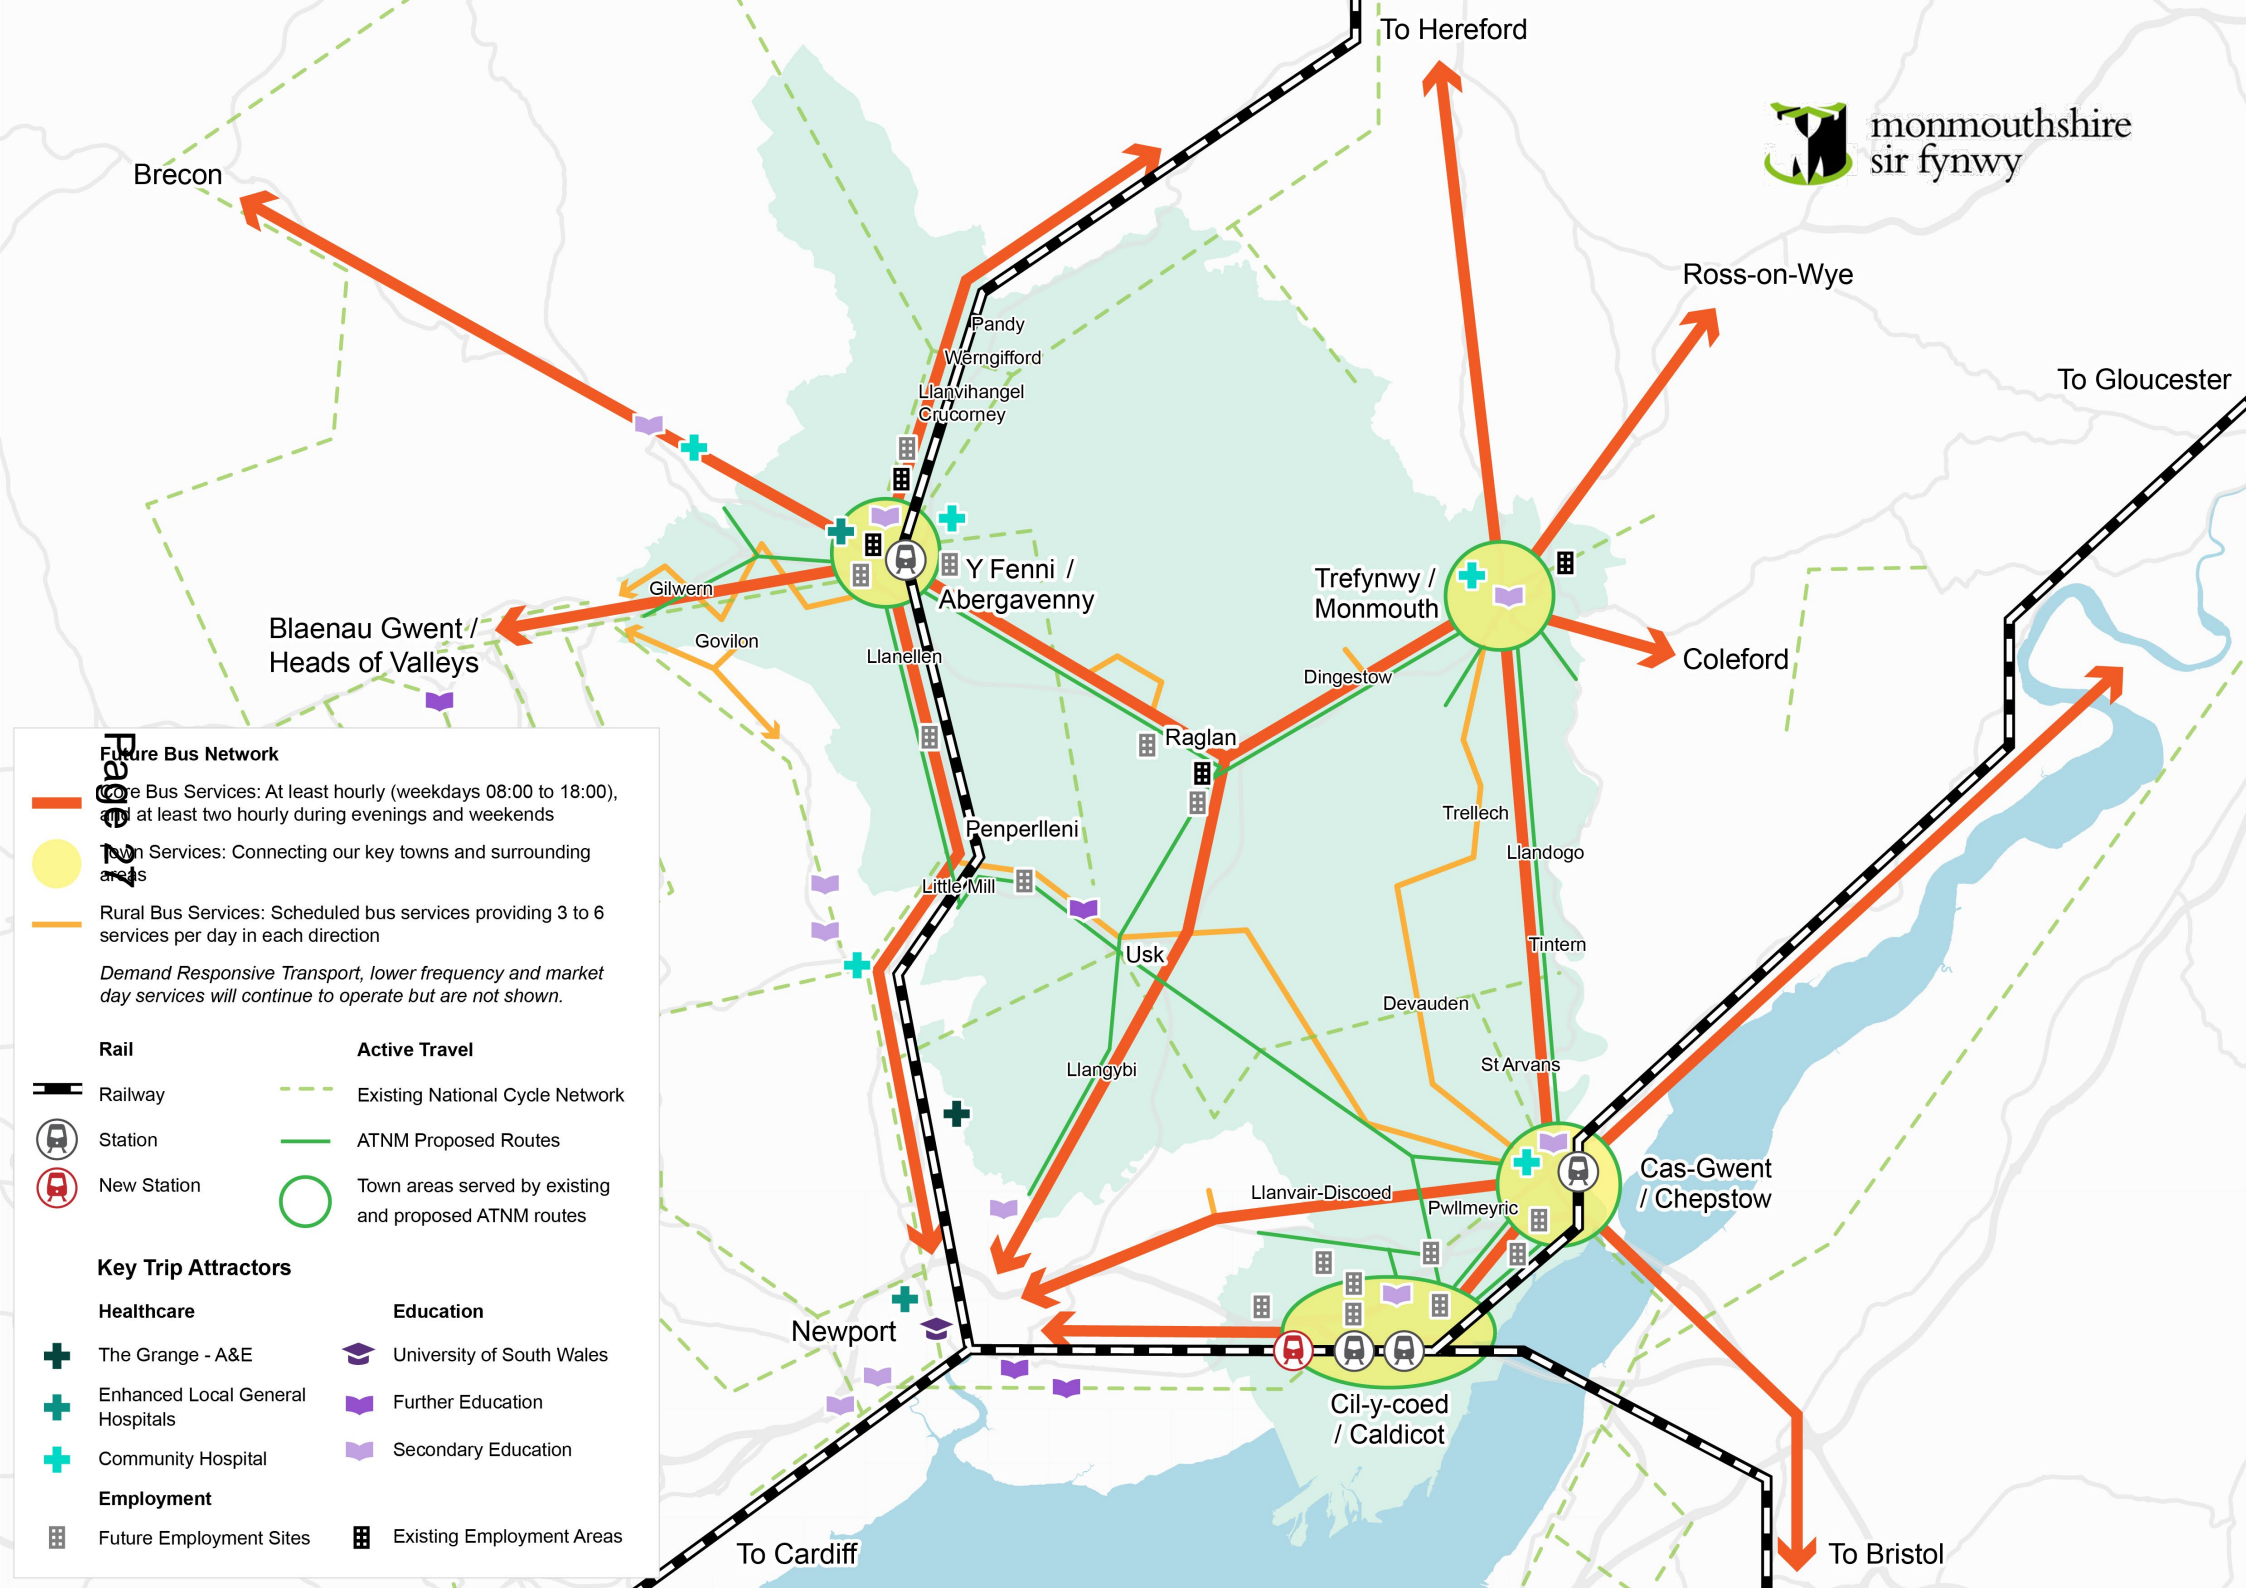 To Hereford
monmouthshire
sir fynwy
Brecon
Ross-on-Wye
Pandy
Werngifford
Llanvihangel
Crucorney
To Gloucester
Y Fenni /
Abergavenny
Trefynwy /
Monmouth
Gilwern
Govilon
Blaenau Gwent /
Heads of Valleys
Llanellen
Dingestow
Coleford
Raglan
Penperlleni
Trellech
Llandogo
Little Mill
Usk
Tintern
Devauden
Llangybi
St Arvans
Cas-Gwent
/ Chepstow
Llanvair-Discoed
Pwllmeyric
Newport
Cil-y-coed
/ Caldicot
To Cardiff
To Bristol
Page 27
Future Bus Network
Core Bus Services: At least hourly (weekdays 08:00 to 18:00),
and at least two hourly during evenings and weekends
Town Services: Connecting our key towns and surrounding
areas
Rural Bus Services: Scheduled bus services providing 3 to 6
services per day in each direction
Demand Responsive Transport, lower frequency and market
day services will continue to operate but are not shown.
Rail
Railway
Station
New Station
Active Travel
Existing National Cycle Network
ATNM Proposed Routes
Town areas served by existing
and proposed ATNM routes
Key Trip Attractors
Healthcare
The Grange - A&E
Enhanced Local General
Hospitals
Community Hospital
Education
University of South Wales
Further Education
Secondary Education
Employment
Future Employment Sites
Existing Employment Areas